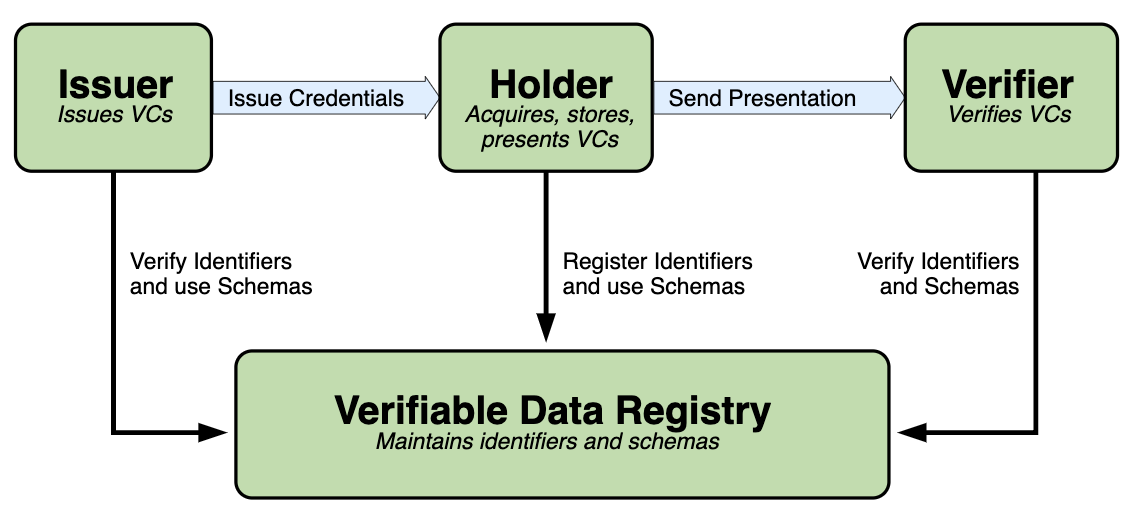 Issuer
Issues VCs
Issue Credentials
Holder
Acquires, stores,
presents VCs
Send Presentation
Verifier
Verifies VCs
Verify Identifiers
and use Schemas
Register Identifiers
and use Schemas
Verify Identifiers
and Schemas
Verifiable Data Registry
Maintains identifiers and schemas